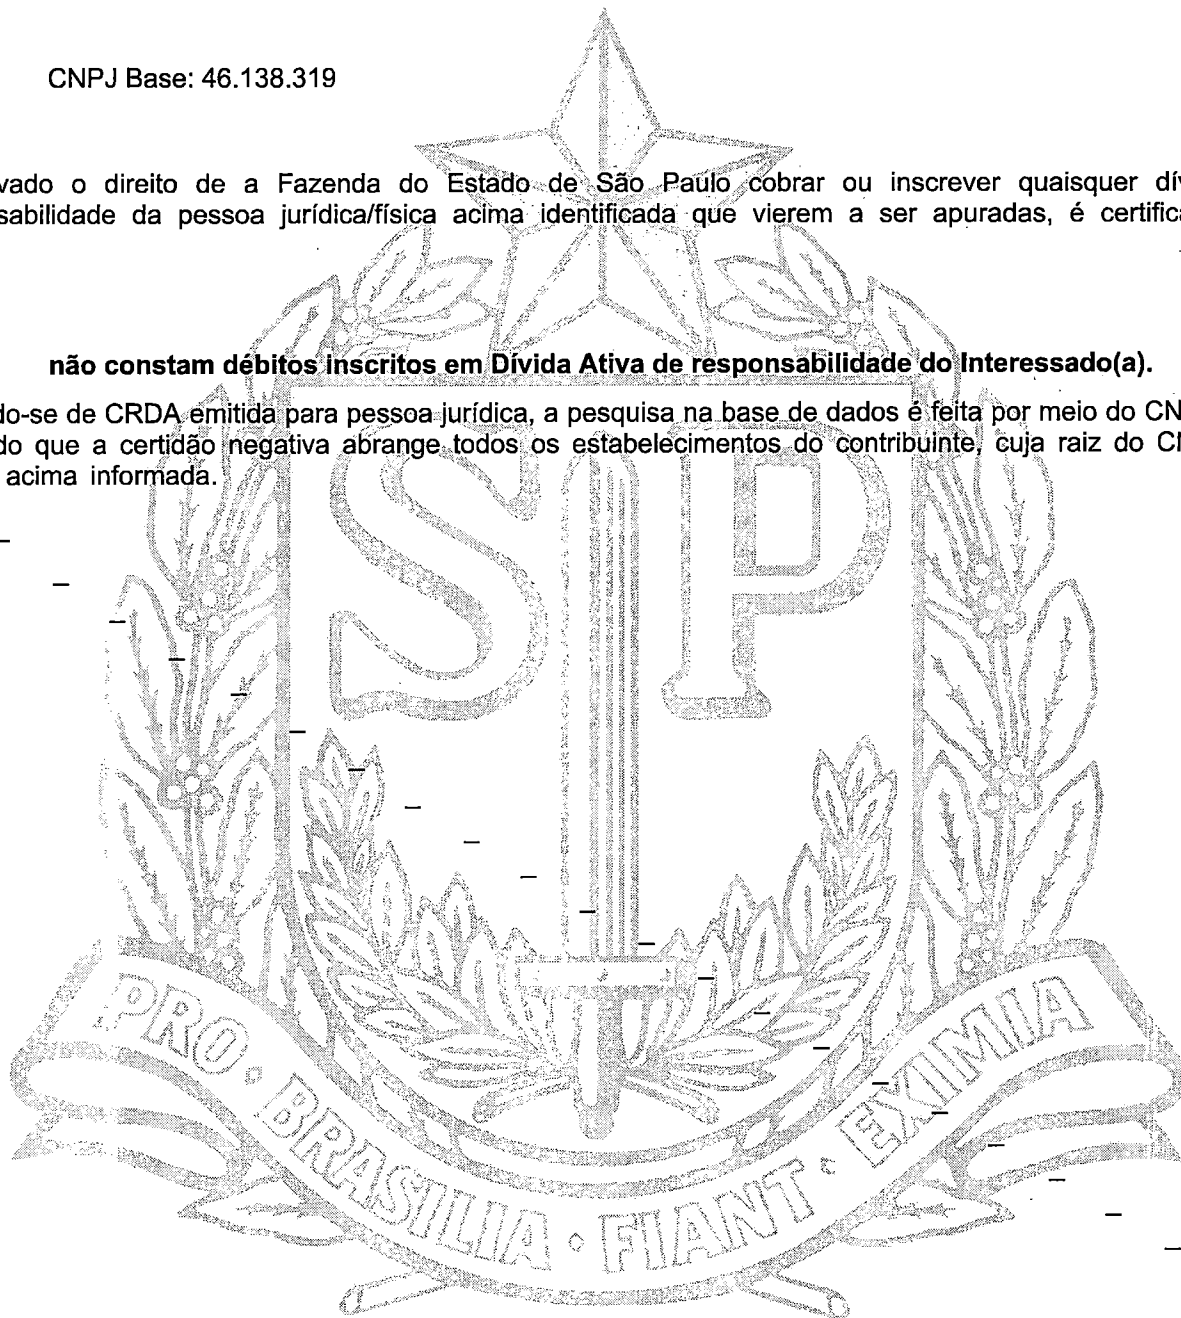 CNPJ Base: 46.138.319
vado o direito de a Fazenda do Estado de São Paulo cobrar ou inscrever quaisquer dív
sabilidade da pessoa jurídica/física acima identificada que vierem a ser apuradas, é certifica
não constam débitos inscritos em Dívida Ativa de responsabilidade do Interessado(a).
do-se de CRDA emitida para pessoa jurídica, a pesquisa na base de dados é feita por meio do CN
do que a certidão negativa abrange todos os estabelecimentos do contribuinte, cuja raiz do CN
acima informada.
SP
PRO · BRASILIA · FIANT · EXIMIA